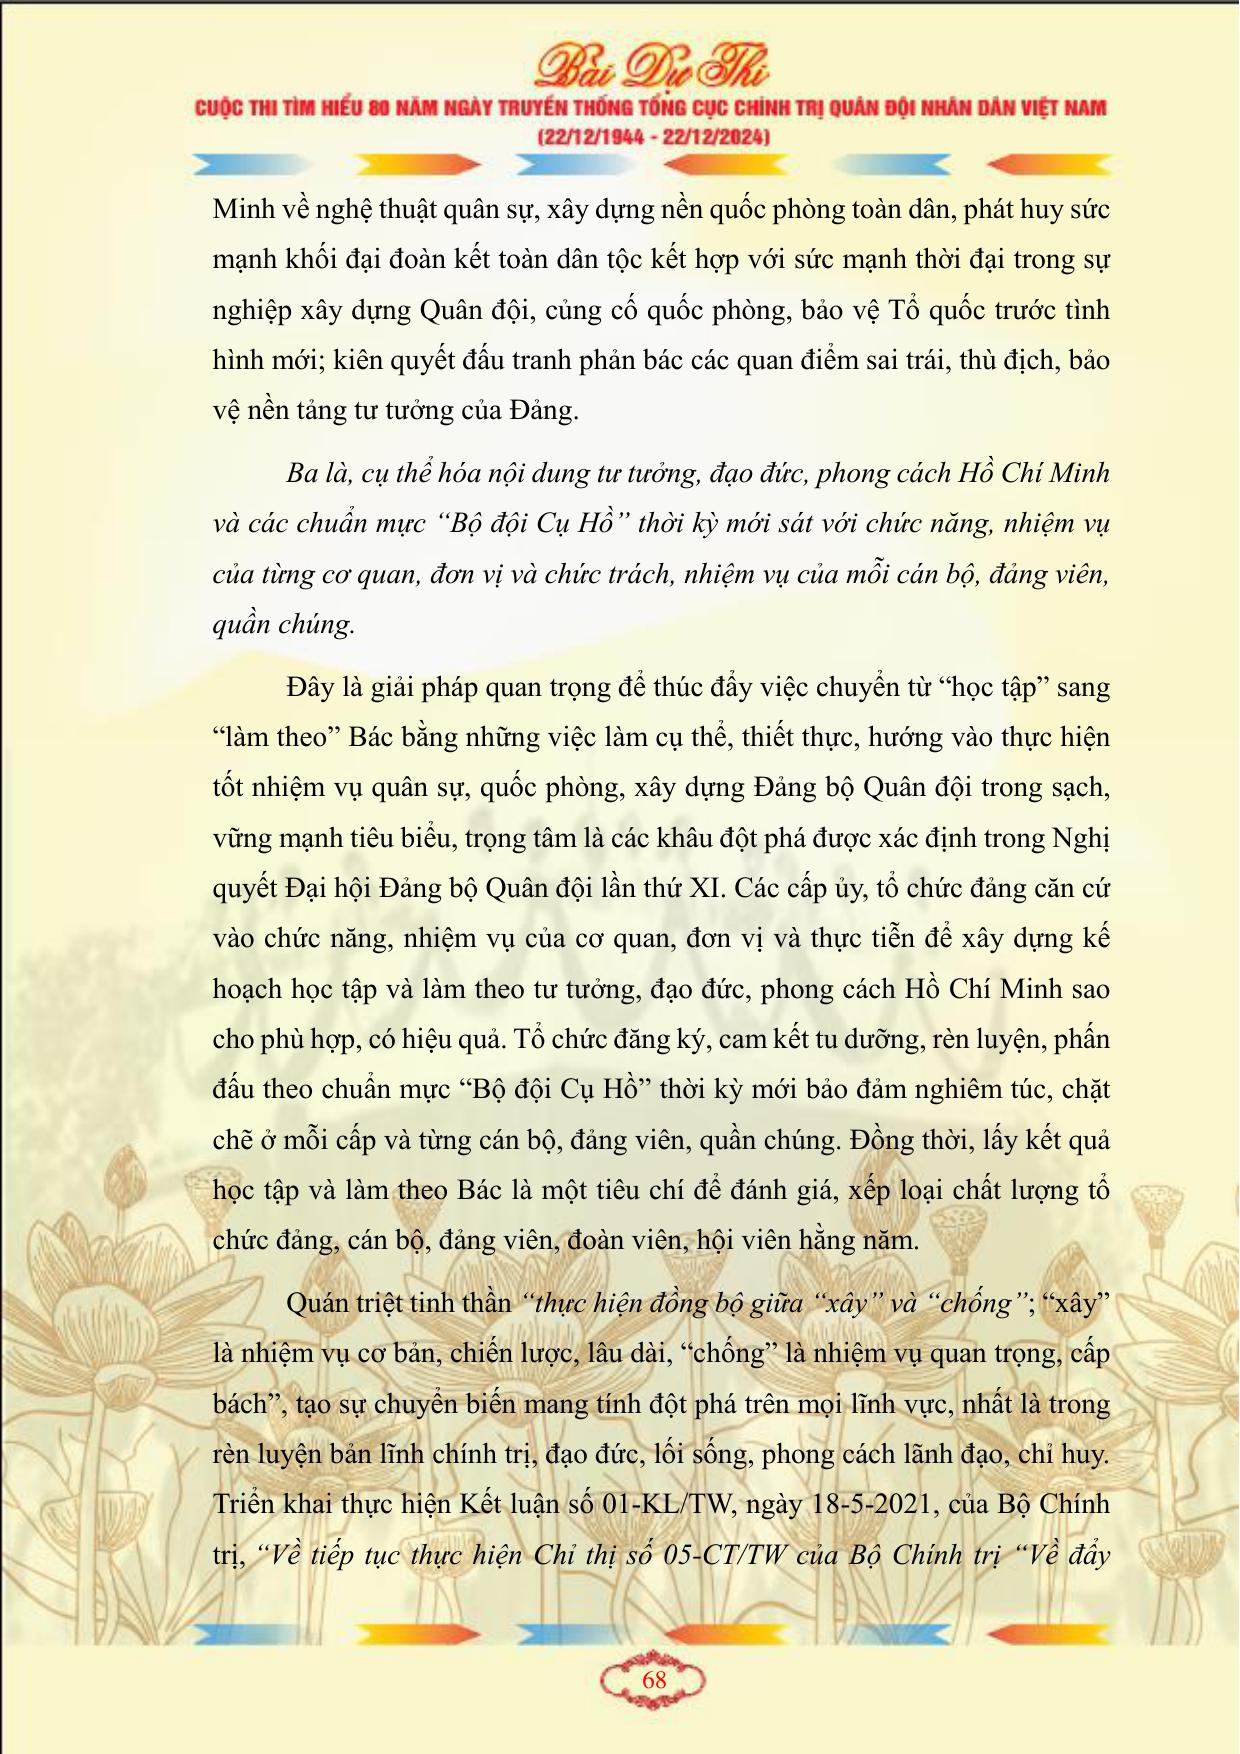 Bài Dự Thi
CUỘC THI TÌM HIỂU 80 NĂM NGÀY TRUYỀN THỐNG TỔNG CỤC CHÍNH TRỊ QUÂN ĐỘI NHÂN DÂN VIỆT NAM
(22/12/1944 - 22/12/2024)
Minh về nghệ thuật quân sự, xây dựng nền quốc phòng toàn dân, phát huy sức
mạnh khối đại đoàn kết toàn dân tộc kết hợp với sức mạnh thời đại trong sự
nghiệp xây dựng Quân đội, củng cố quốc phòng, bảo vệ Tổ quốc trước tình
hình mới; kiên quyết đấu tranh phản bác các quan điểm sai trái, thù địch, bảo
vệ nền tảng tư tưởng của Đảng.
Ba là, cụ thể hóa nội dung tư tưởng, đạo đức, phong cách Hồ Chí Minh
và các chuẩn mực “Bộ đội Cụ Hồ” thời kỳ mới sát với chức năng, nhiệm vụ
của từng cơ quan, đơn vị và chức trách, nhiệm vụ của mỗi cán bộ, đảng viên,
quần chúng.
Đây là giải pháp quan trọng để thúc đẩy việc chuyển từ “học tập” sang
“làm theo” Bác bằng những việc làm cụ thể, thiết thực, hướng vào thực hiện
tốt nhiệm vụ quân sự, quốc phòng, xây dựng Đảng bộ Quân đội trong sạch,
vững mạnh tiêu biểu, trọng tâm là các khâu đột phá được xác định trong Nghị
quyết Đại hội Đảng bộ Quân đội lần thứ XI. Các cấp ủy, tổ chức đảng căn cứ
vào chức năng, nhiệm vụ của cơ quan, đơn vị và thực tiễn để xây dựng kế
hoạch học tập và làm theo tư tưởng, đạo đức, phong cách Hồ Chí Minh sao
cho phù hợp, có hiệu quả. Tổ chức đăng ký, cam kết tu dưỡng, rèn luyện, phấn
đấu theo chuẩn mực “Bộ đội Cụ Hồ” thời kỳ mới bảo đảm nghiêm túc, chặt
chẽ ở mỗi cấp và từng cán bộ, đảng viên, quần chúng. Đồng thời, lấy kết quả
học tập và làm theo Bác là một tiêu chí để đánh giá, xếp loại chất lượng tổ
chức đảng, cán bộ, đảng viên, đoàn viên, hội viên hằng năm.
Quán triệt tinh thần “thực hiện đồng bộ giữa “xây” và “chống”; “xây”
là nhiệm vụ cơ bản, chiến lược, lâu dài, “chống” là nhiệm vụ quan trọng, cấp
bách”, tạo sự chuyển biến mang tính đột phá trên mọi lĩnh vực, nhất là trong
rèn luyện bản lĩnh chính trị, đạo đức, lối sống, phong cách lãnh đạo, chỉ huy.
Triển khai thực hiện Kết luận số 01-KL/TW, ngày 18-5-2021, của Bộ Chính
trị, “Về tiếp tục thực hiện Chỉ thị số 05-CT/TW của Bộ Chính trị “Về đẩy
68